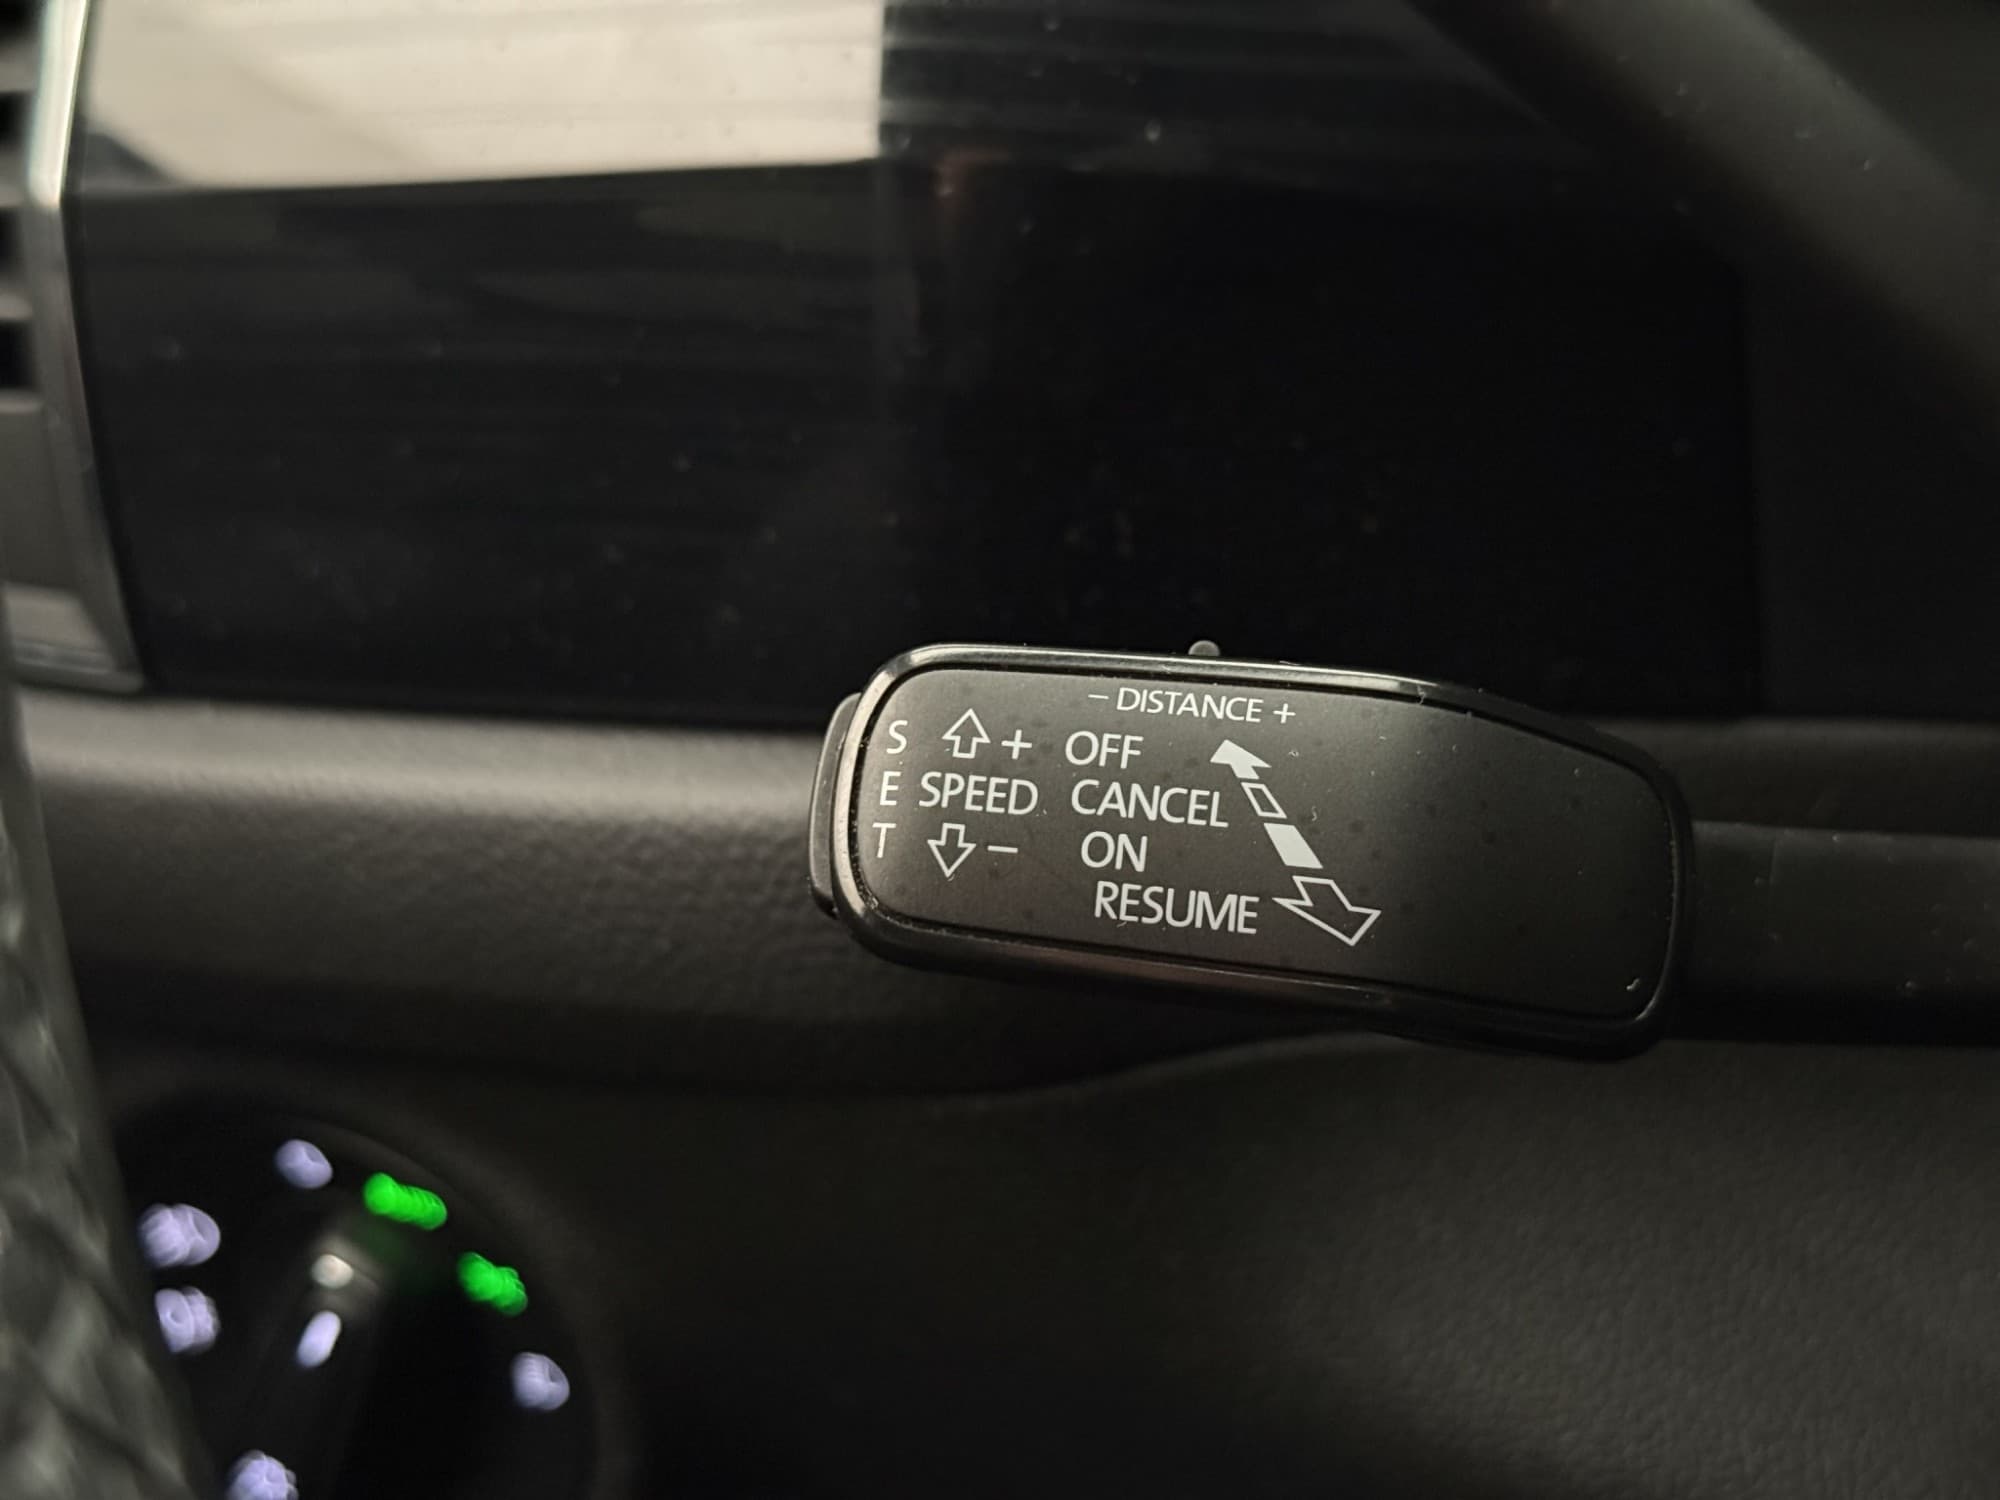 − DISTANCE +
S + OFF
E SPEED CANCEL
T − ON
RESUME